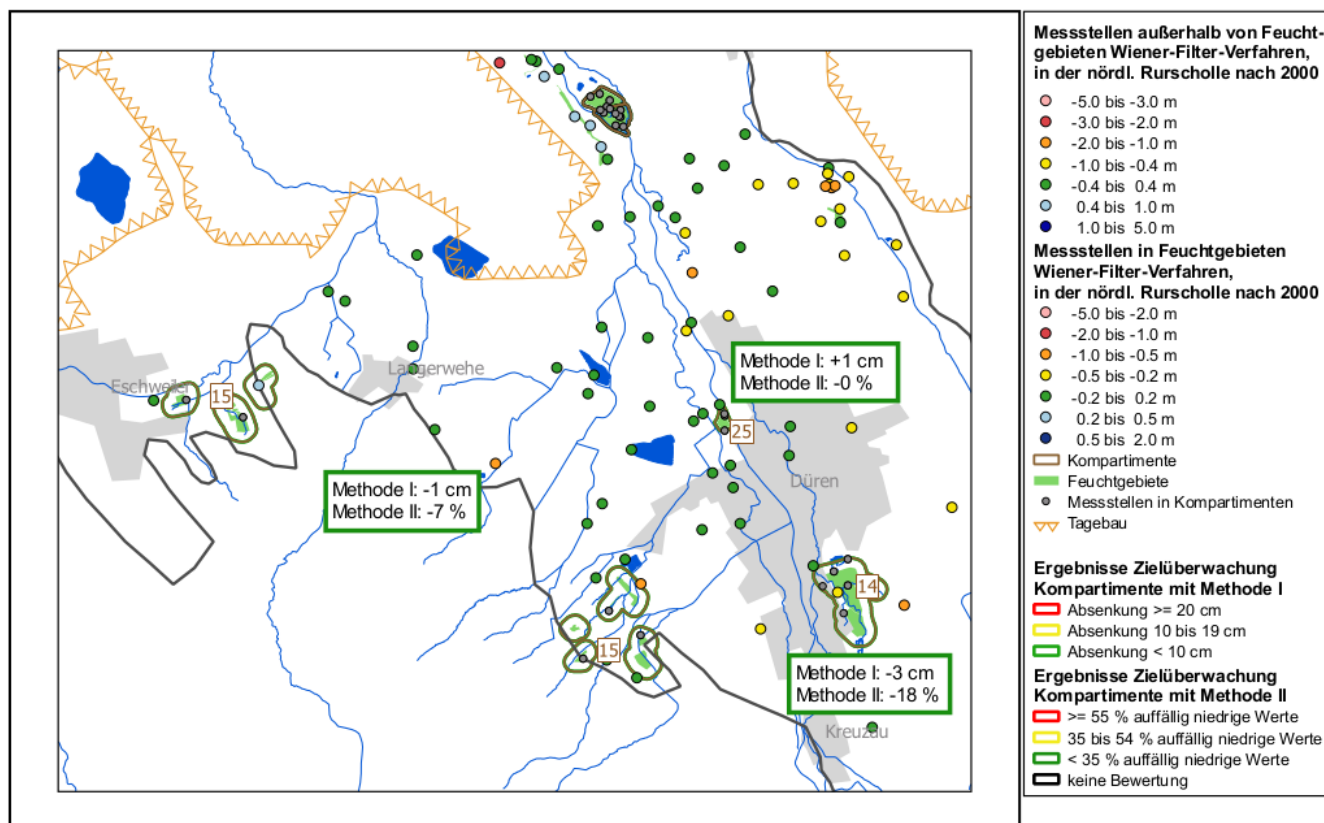 Eschweiler
15
Langerwehe
Methode I: +1 cm
Methode II: -0 %
25
Düren
Methode I: -1 cm
Methode II: -7 %
14
15
Methode I: -3 cm
Methode II: -18 %
Kreuzau
Messstellen außerhalb von Feucht-
gebieten Wiener-Filter-Verfahren,
in der nördl. Rurscholle nach 2000
-5.0 bis -3.0 m
-3.0 bis -2.0 m
-2.0 bis -1.0 m
-1.0 bis -0.4 m
-0.4 bis 0.4 m
0.4 bis 1.0 m
1.0 bis 5.0 m
Messstellen in Feuchtgebieten
Wiener-Filter-Verfahren,
in der nördl. Rurscholle nach 2000
-5.0 bis -2.0 m
-2.0 bis -1.0 m
-1.0 bis -0.5 m
-0.5 bis -0.2 m
-0.2 bis 0.2 m
0.2 bis 0.5 m
0.5 bis 2.0 m
Kompartimente
Feuchtgebiete
Messstellen in Kompartimenten
Tagebau
Ergebnisse Zielüberwachung
Kompartimente mit Methode I
Absenkung >= 20 cm
Absenkung 10 bis 19 cm
Absenkung < 10 cm
Ergebnisse Zielüberwachung
Kompartimente mit Methode II
>= 55 % auffällig niedrige Werte
35 bis 54 % auffällig niedrige Werte
< 35 % auffällig niedrige Werte
keine Bewertung